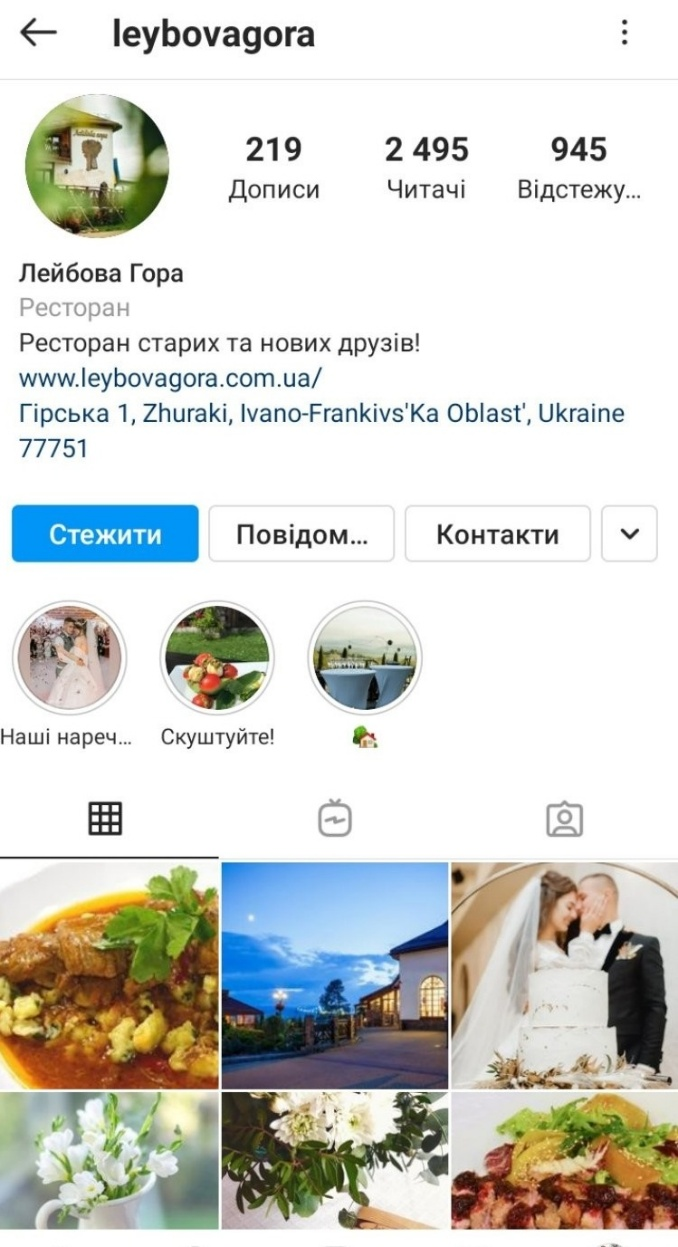 leybovagora
219
2 495
945
Дописи
Читачі
Відстежу...
Лейбова Гора
Ресторан
Ресторан старих та нових друзів!
www.leybovagora.com.ua/
Гірська 1, Zhuraki, Ivano-Frankivs'Ka Oblast', Ukraine
77751
Стежити
Повідом...
Контакти
Наші нареч...
Скуштуйте!